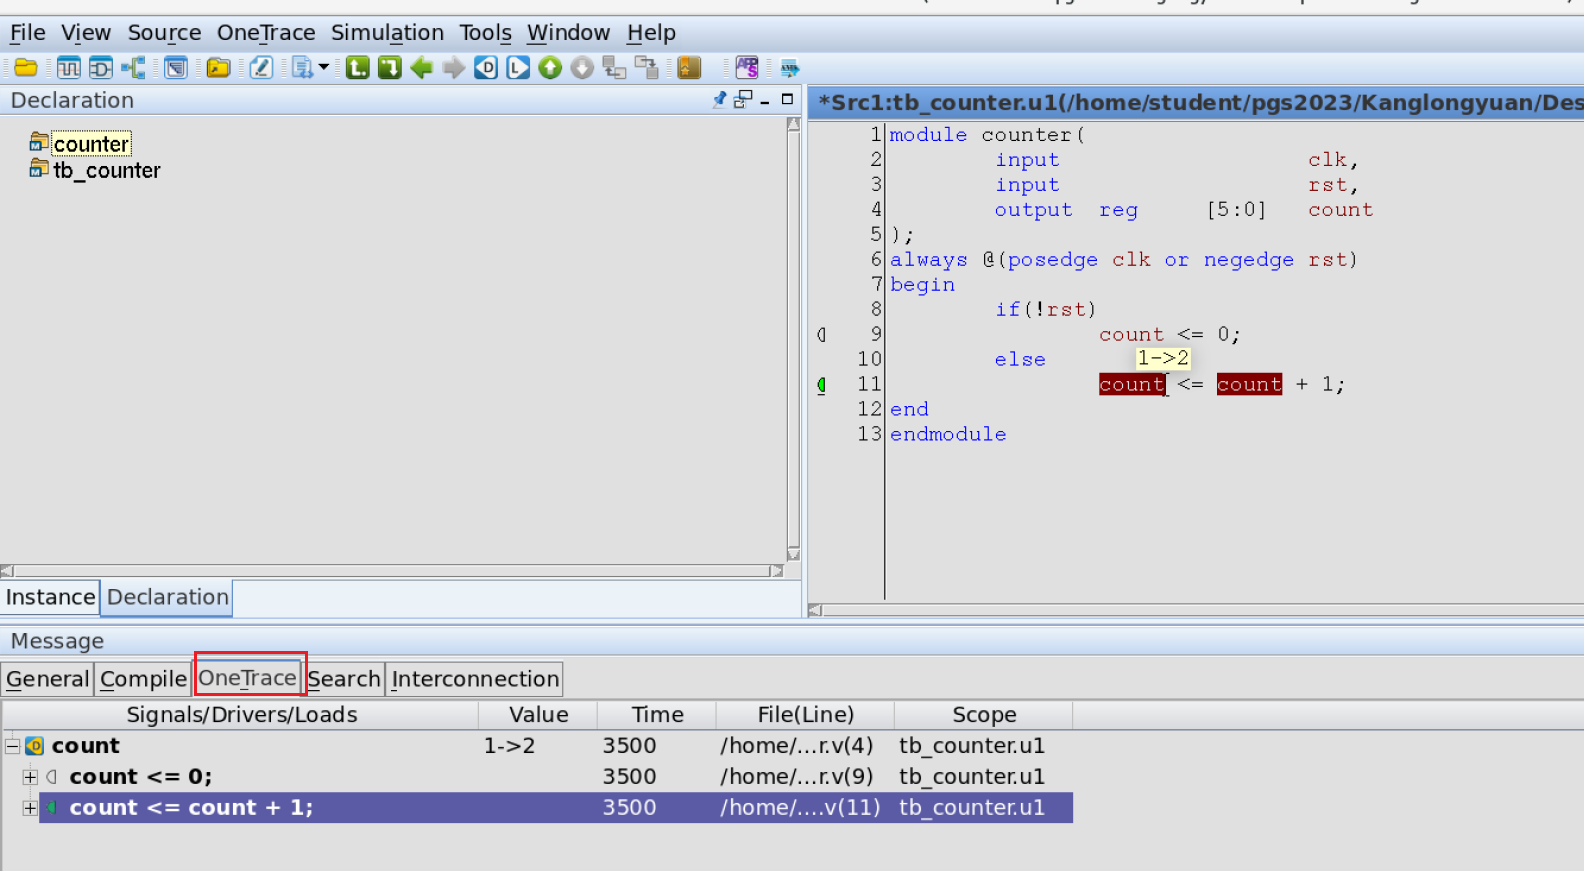 File View Source OneTrace Simulation Tools Window Help
Declaration
counter
tb_counter
Instance Declaration
*Src1:tb_counter.u1(/home/student/pgs2023/Kanglongyuan/Des
1 module counter(
2 input clk,
3 input rst,
4 output reg [5:0] count
5 );
6 always @(posedge clk or negedge rst)
7 begin
8 if(!rst)
9 count <= 0;
10 else
1->2
11 count <= count + 1;
12 end
13 endmodule
Message
General Compile OneTrace Search Interconnection
Signals/Drivers/Loads Value Time File(Line) Scope
count 1->2 3500 /home/...r.v(4) tb_counter.u1
count <= 0; 3500 /home/...r.v(9) tb_counter.u1
count <= count + 1; 3500 /home/....v(11) tb_counter.u1